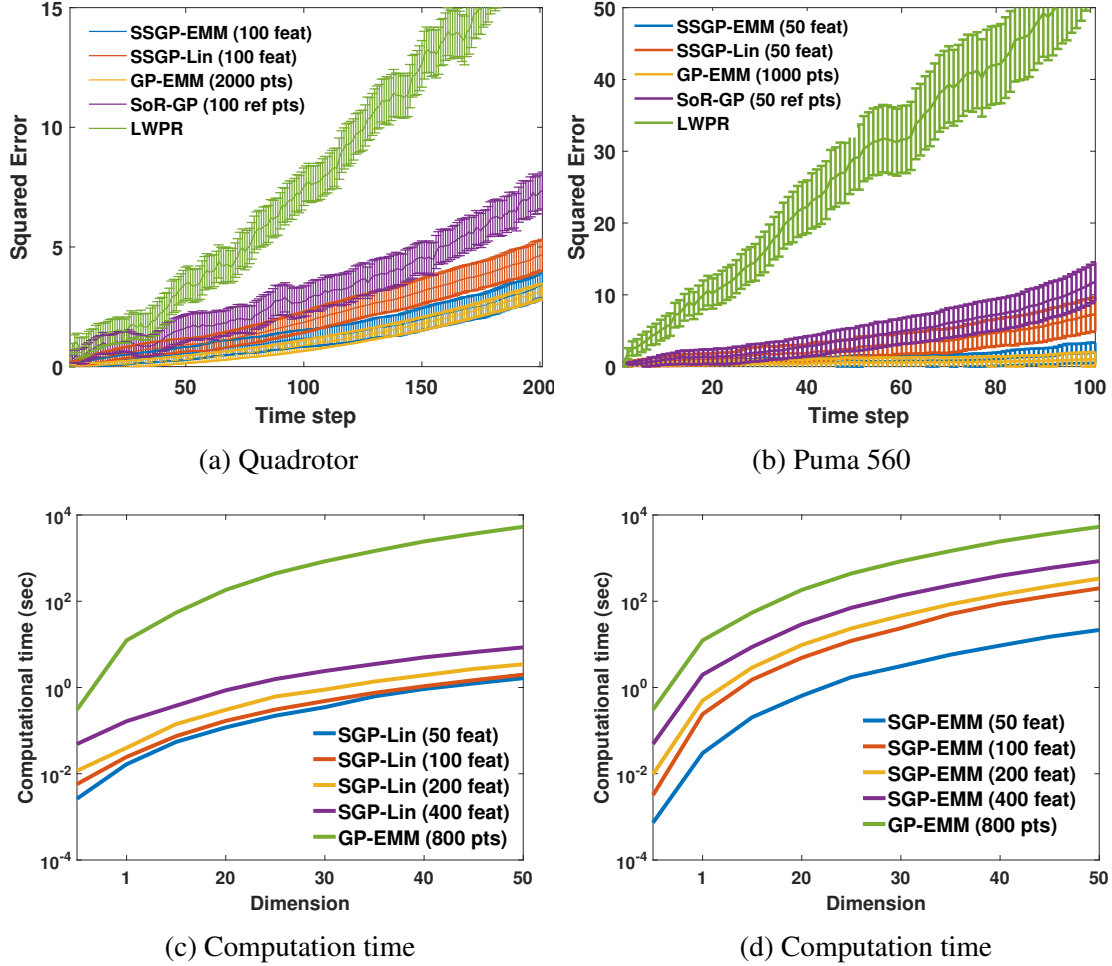 SSGP-EMM (100 feat)
SSGP-Lin (100 feat)
GP-EMM (2000 pts)
SoR-GP (100 ref pts)
LWPR
Squared Error
15
10
5
0
50
100
150
200
Time step
(a) Quadrotor
SSGP-EMM (50 feat)
SSGP-Lin (50 feat)
GP-EMM (1000 pts)
SoR-GP (50 ref pts)
LWPR
Squared Error
50
40
30
20
10
0
20
40
60
80
100
Time step
(b) Puma 560
Computational time (sec)
10^4
10^2
10^0
10^-2
10^-4
SGP-Lin (50 feat)
SGP-Lin (100 feat)
SGP-Lin (200 feat)
SGP-Lin (400 feat)
GP-EMM (800 pts)
1
20
30
40
50
Dimension
(c) Computation time
Computational time (sec)
10^4
10^2
10^0
10^-2
10^-4
SGP-EMM (50 feat)
SGP-EMM (100 feat)
SGP-EMM (200 feat)
SGP-EMM (400 feat)
GP-EMM (800 pts)
1
20
30
40
50
Dimension
(d) Computation time